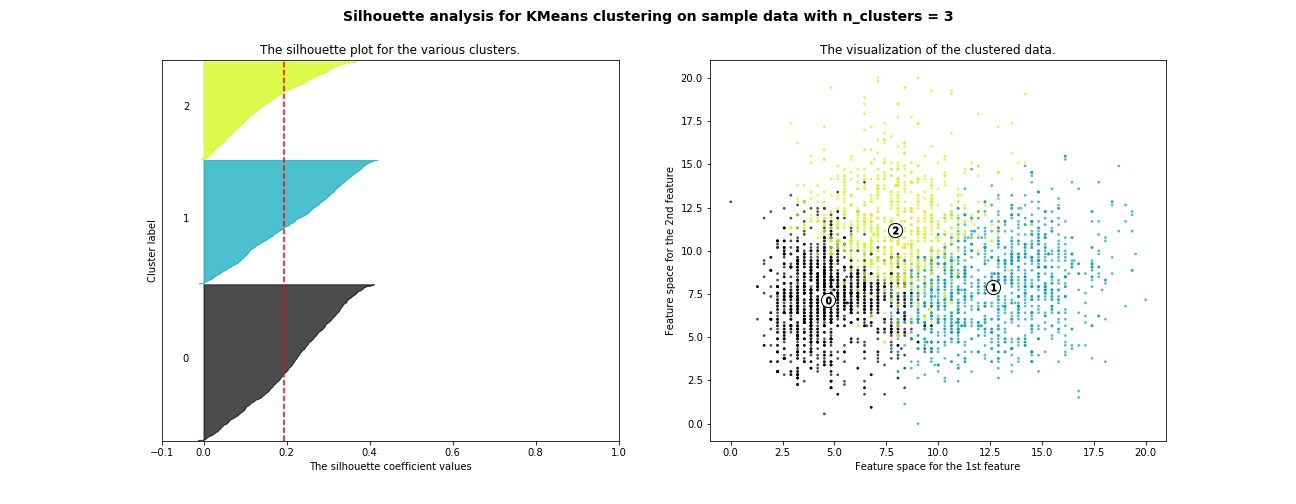 Silhouette analysis for KMeans clustering on sample data with n_clusters = 3
The silhouette plot for the various clusters.
2
1
0
Cluster label
−0.1 0.0 0.2 0.4 0.6 0.8 1.0
The silhouette coefficient values
The visualization of the clustered data.
20.0
17.5
15.0
12.5
10.0
7.5
5.0
2.5
0.0
Feature space for the 2nd feature
2
1
0
0.0 2.5 5.0 7.5 10.0 12.5 15.0 17.5 20.0
Feature space for the 1st feature